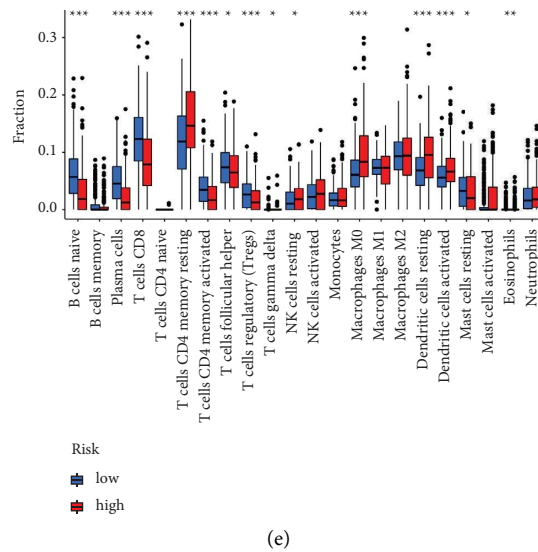 *** *** *** *** *** * *** * * *** *** *** * **
Fraction
0.3
0.2
0.1
0.0
B cells naive
B cells memory
Plasma cells
T cells CD8
T cells CD4 naive
T cells CD4 memory resting
T cells CD4 memory activated
T cells follicular helper
T cells regulatory (Tregs)
T cells gamma delta
NK cells resting
NK cells activated
Monocytes
Macrophages M0
Macrophages M1
Macrophages M2
Dendritic cells resting
Dendritic cells activated
Mast cells resting
Mast cells activated
Eosinophils
Neutrophils
Risk
low
high
(e)